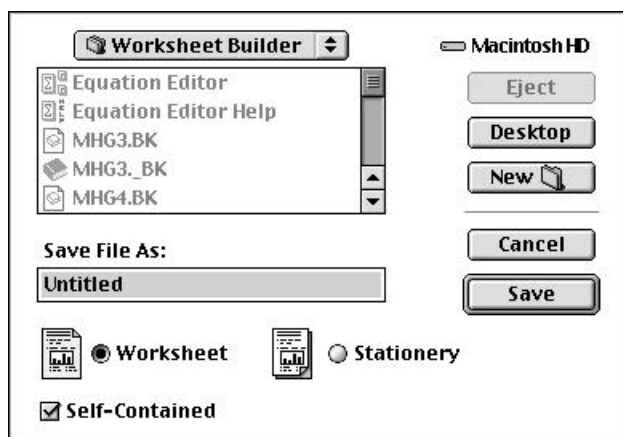 Worksheet Builder
Macintosh HD
Equation Editor
Equation Editor Help
MHG3.BK
MHG3._BK
MHG4.BK
Eject
Desktop
New
Save File As:
Untitled
Cancel
Save
Worksheet
Stationery
Self-Contained